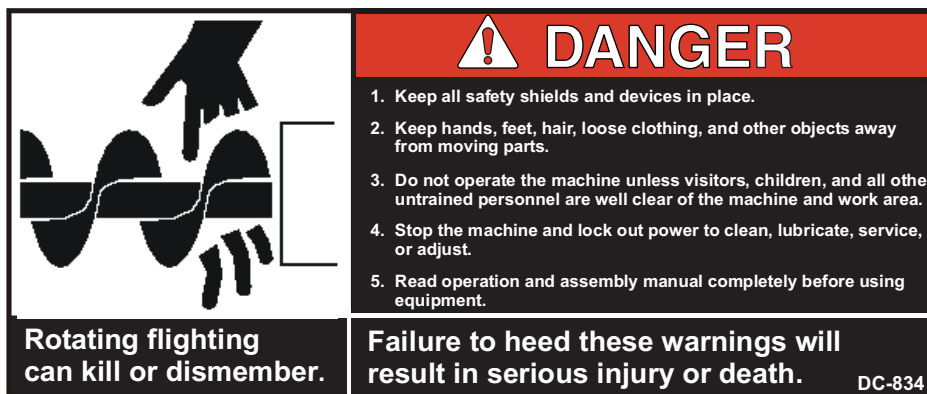 DANGER
1. Keep all safety shields and devices in place.
2. Keep hands, feet, hair, loose clothing, and other objects away
from moving parts.
3. Do not operate the machine unless visitors, children, and all othe
untrained personnel are well clear of the machine and work area.
4. Stop the machine and lock out power to clean, lubricate, service,
or adjust.
5. Read operation and assembly manual completely before using
equipment.
Rotating flighting
can kill or dismember.
Failure to heed these warnings will
result in serious injury or death.
DC-834